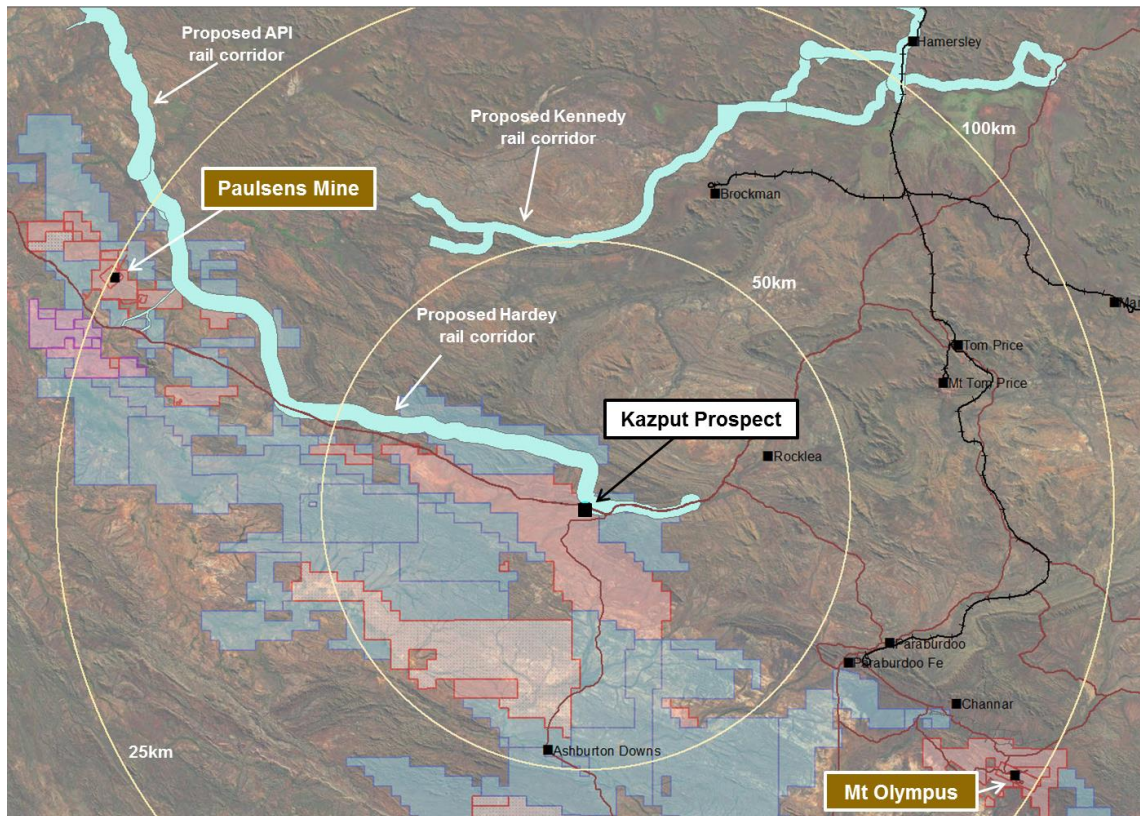 Proposed API
rail corridor
Hamersley
Proposed Kennedy
rail corridor
100km
Paulsens Mine
Brockman
50km
Mar
Proposed Hardey
rail corridor
Tom Price
Mt Tom Price
Kazput Prospect
Rocklea
Paraburdoo
Paraburdoo Fe
Channar
25km
Ashburton Downs
Mt Olympus